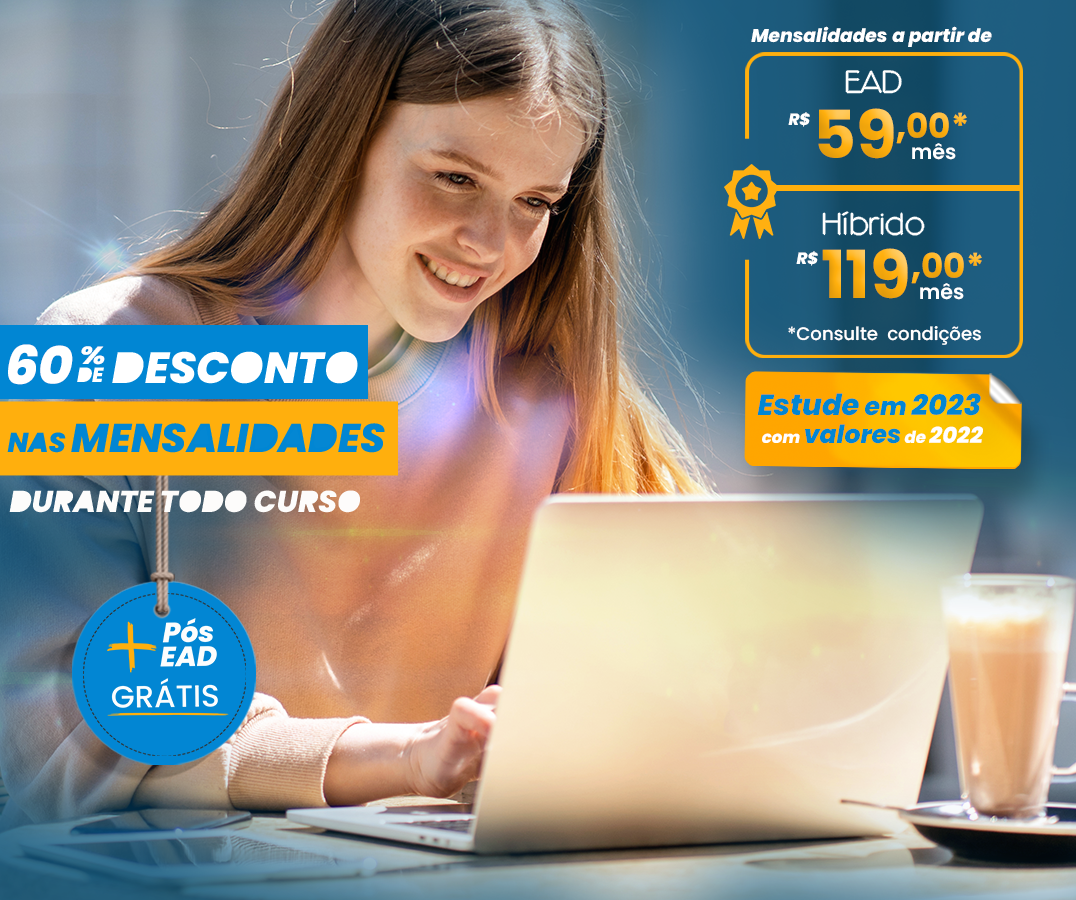 Mensalidades a partir de
EAD
R$ 59,00*
mês
Híbrido
R$ 119,00*
mês
*Consulte condições
Estude em 2023
com valores de 2022
60% DE DESCONTO
NAS MENSALIDADES
DURANTE TODO CURSO
+ Pós
EAD
GRÁTIS